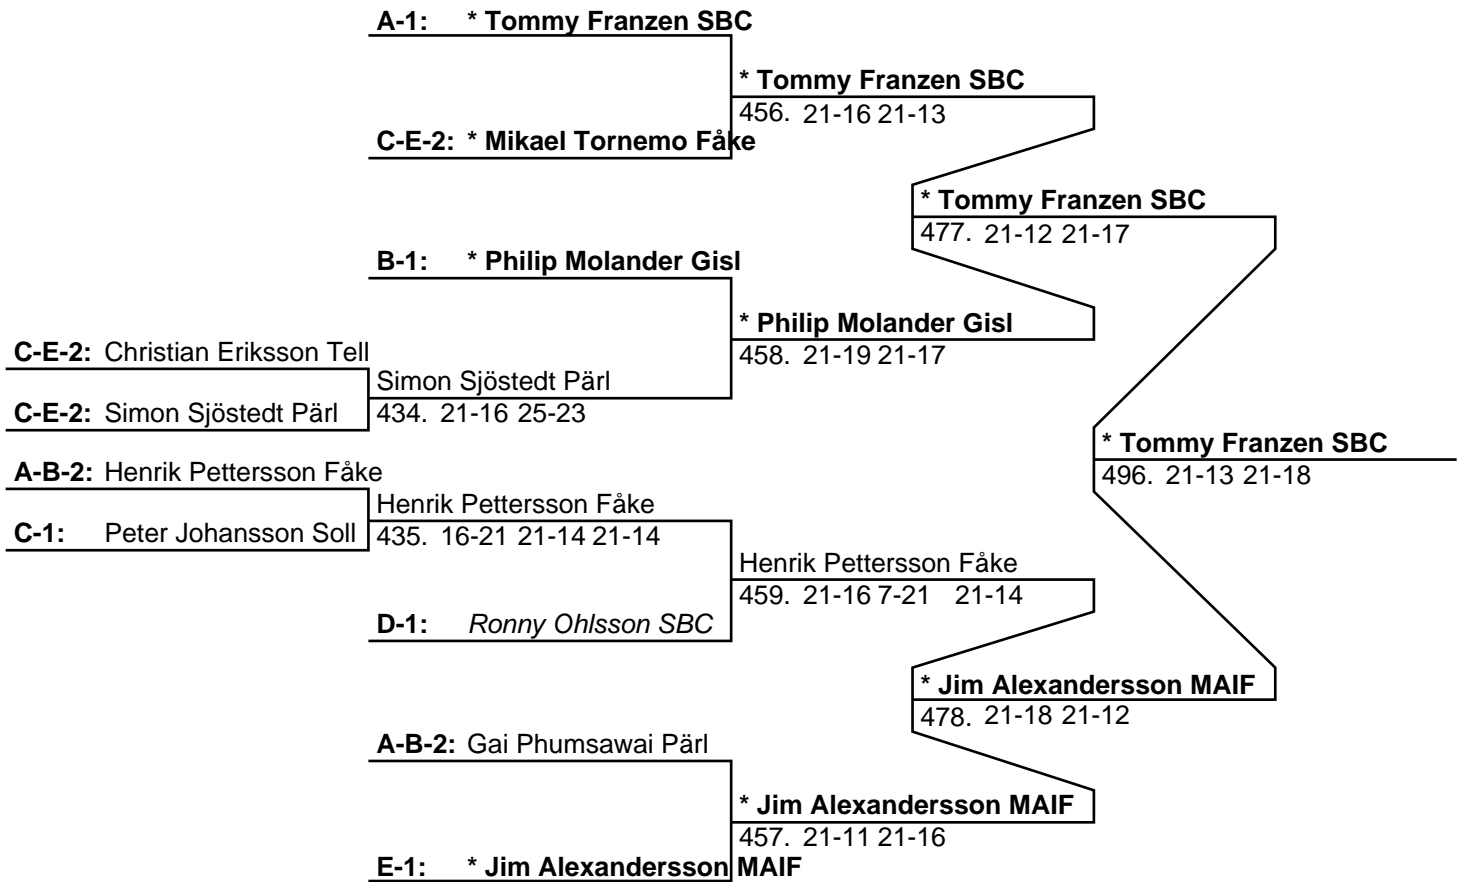 A-1: * Tommy Franzen SBC
* Tommy Franzen SBC
456. 21-16 21-13
C-E-2: * Mikael Tornemo Fåke
* Tommy Franzen SBC
477. 21-12 21-17
B-1: * Philip Molander Gisl
* Philip Molander Gisl
458. 21-19 21-17
C-E-2: Christian Eriksson Tell
Simon Sjöstedt Pärl
434. 21-16 25-23
C-E-2: Simon Sjöstedt Pärl
* Tommy Franzen SBC
496. 21-13 21-18
A-B-2: Henrik Pettersson Fåke
Henrik Pettersson Fåke
435. 16-21 21-14 21-14
C-1: Peter Johansson Soll
Henrik Pettersson Fåke
459. 21-16 7-21 21-14
D-1: Ronny Ohlsson SBC
* Jim Alexandersson MAIF
478. 21-18 21-12
A-B-2: Gai Phumsawai Pärl
* Jim Alexandersson MAIF
457. 21-11 21-16
E-1: * Jim Alexandersson MAIF